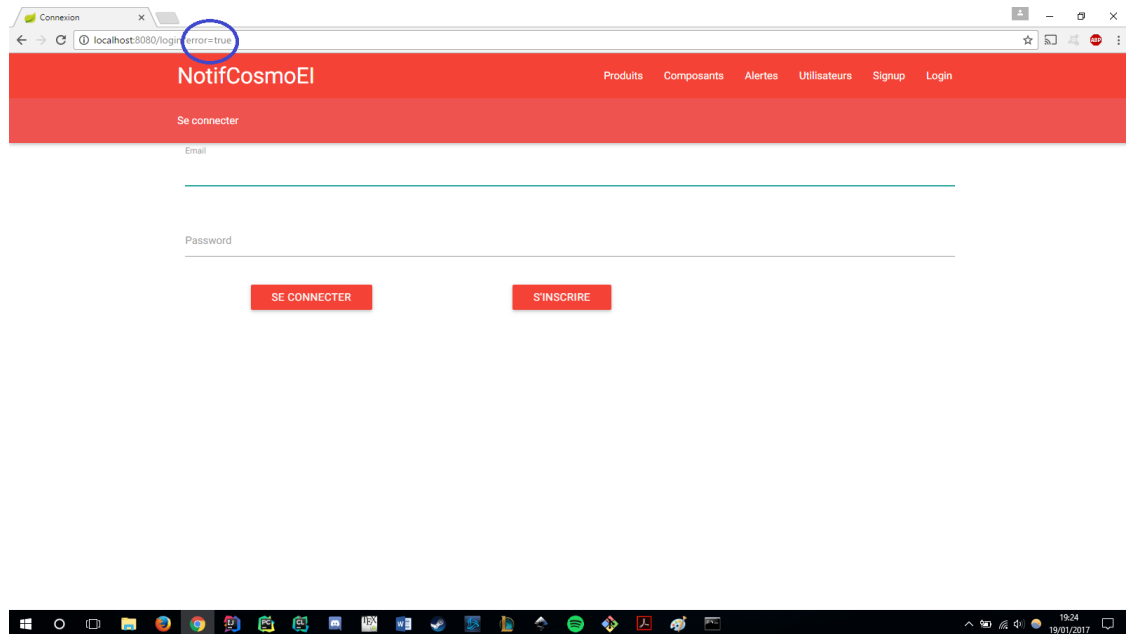 Connexion
localhost:8080/login?error=true
NotifCosmoEI
Produits Composants Alertes Utilisateurs Signup Login
Se connecter
Email
Password
SE CONNECTER
S'INSCRIRE
19:24
19/01/2017